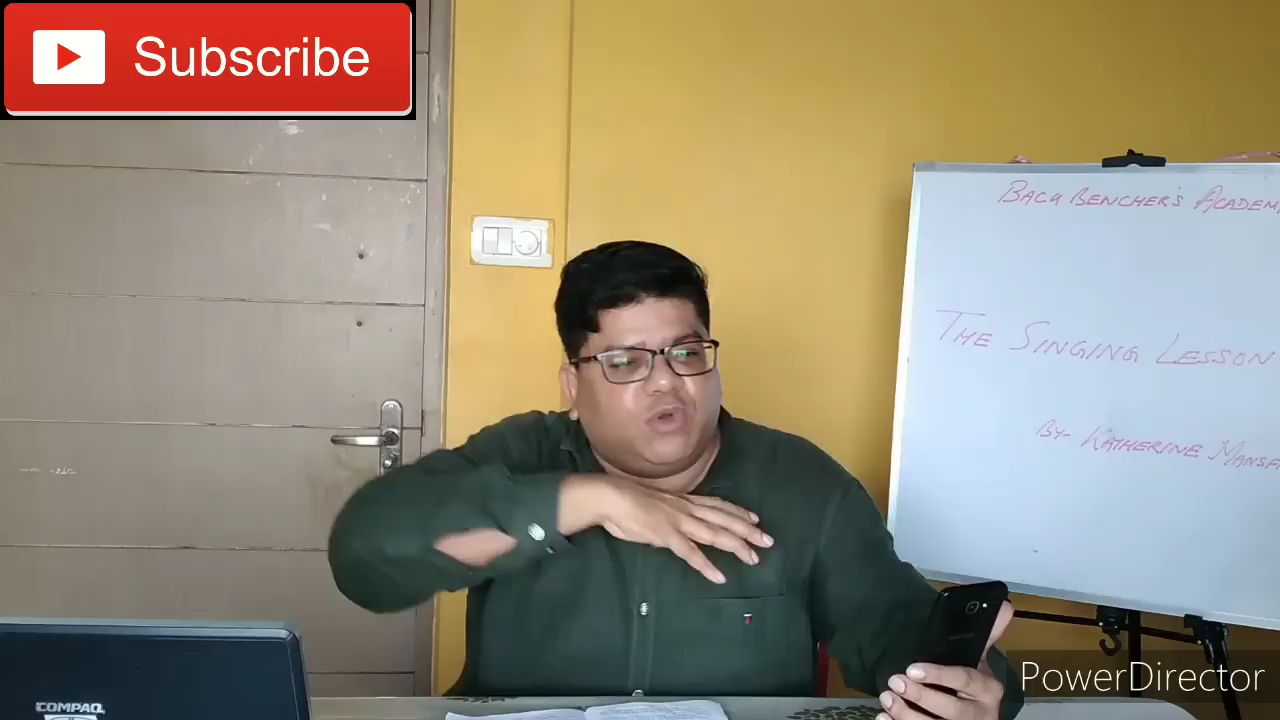 Subscribe
BACK BENCHER'S ACADEM
THE SINGING LESSON
BY- KATHERINE MANSF
COMPAQ
PowerDirector